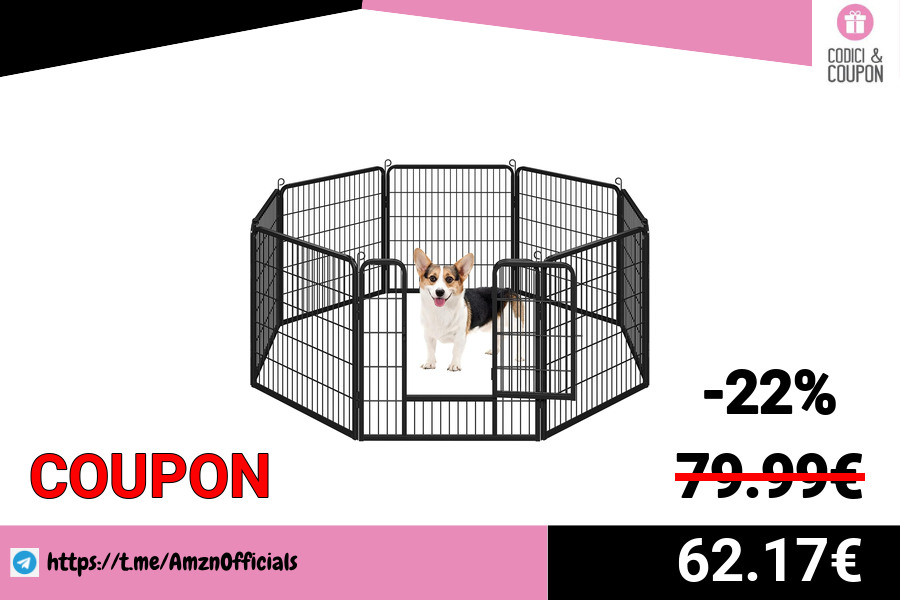 CODICI &
COUPON
-22%
COUPON
79.99€
https://t.me/AmznOfficials
62.17€